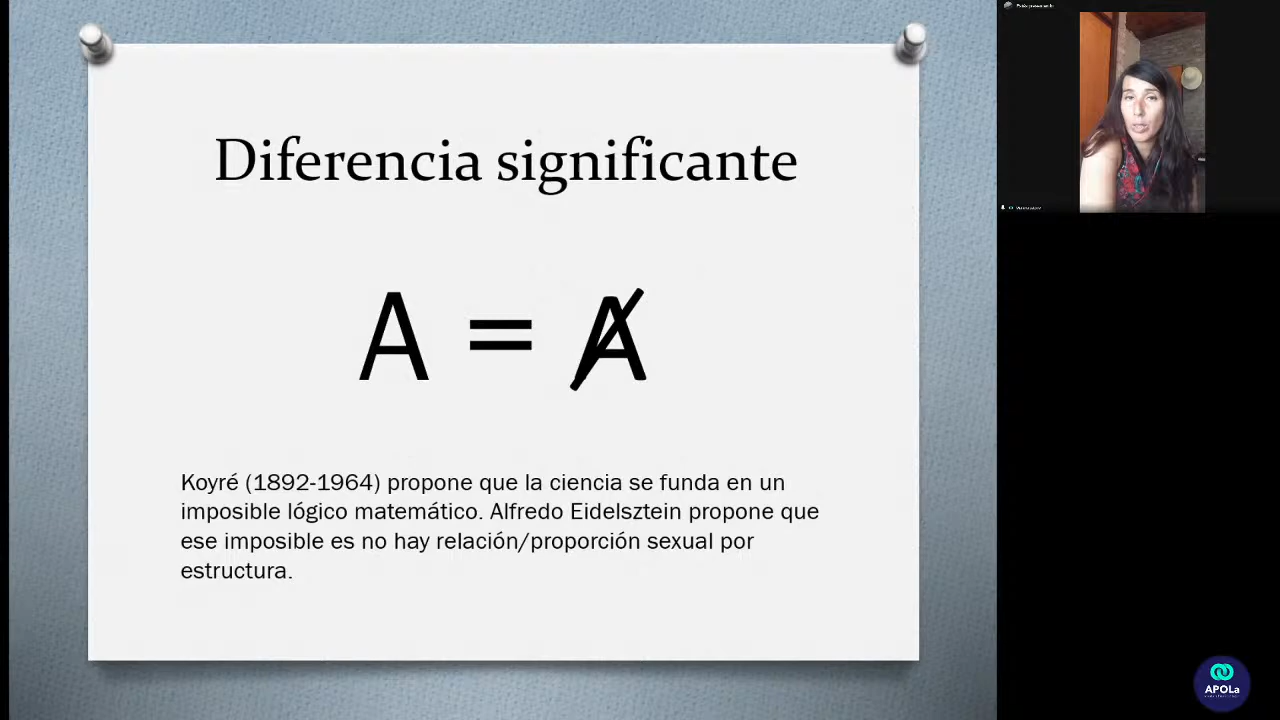 Diferencia significante
A = A̸
Koyré (1892-1964) propone que la ciencia se funda en un
imposible lógico matemático. Alfredo Eidelsztein propone que
ese imposible es no hay relación/proporción sexual por
estructura.
APOLa